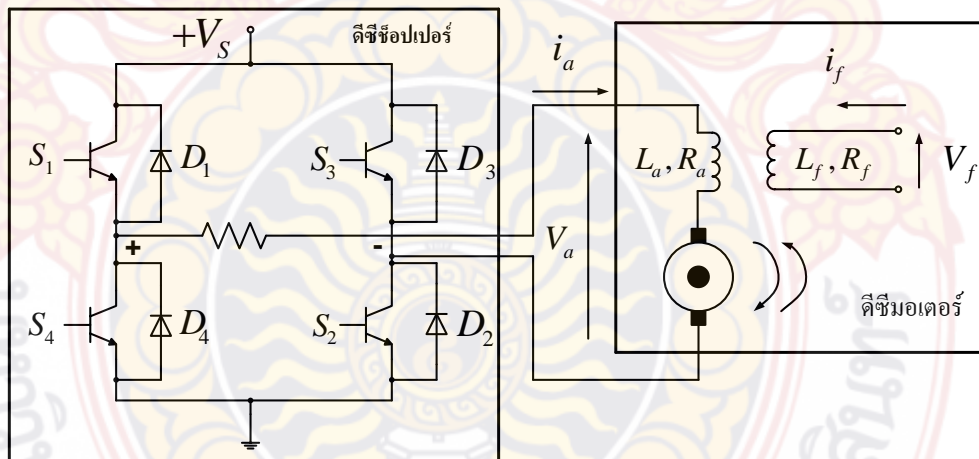 +V_S
ดีซีช็อปเปอร์
i_a
i_f
S_1
D_1
S_3
D_3
L_a, R_a
L_f, R_f
V_f
+
-
V_a
S_4
D_4
S_2
D_2
ดีซีมอเตอร์